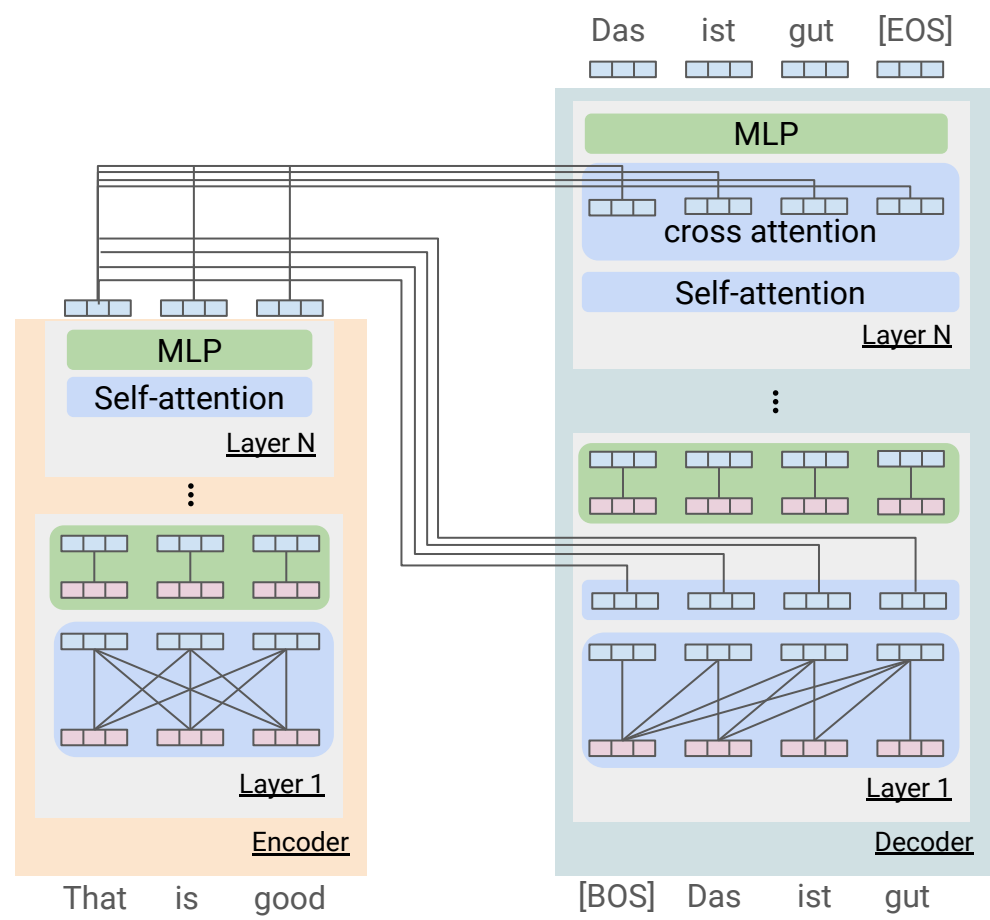 Das ist gut [EOS]
MLP
cross attention
Self-attention
Layer N
MLP
Self-attention
Layer N
Layer 1
Encoder
That is good
Layer 1
Decoder
[BOS] Das ist gut